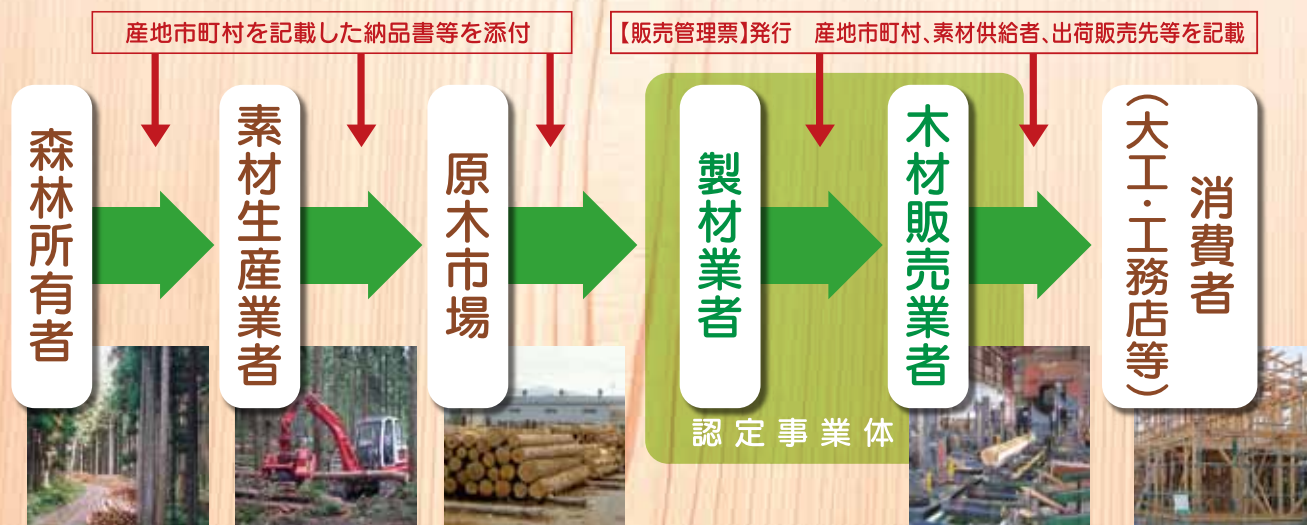 産地市町村を記載した納品書等を添付
【販売管理票】発行　産地市町村、素材供給者、出荷販売先等を記載
森林所有者
素材生産業者
原木市場
製材業者
木材販売業者
消費者
（大工・工務店等）
認定事業体